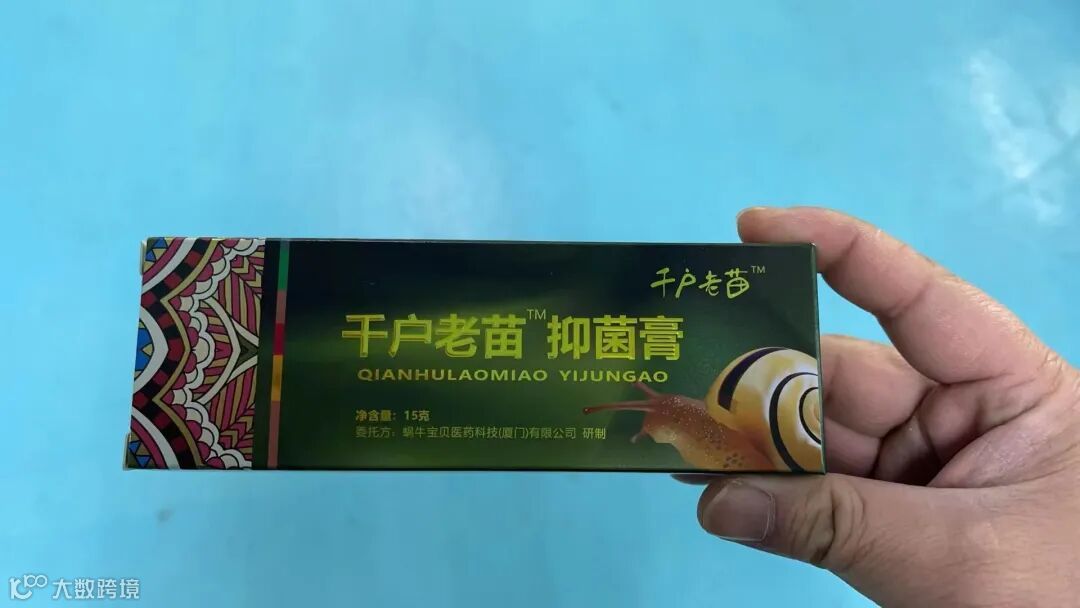 千户老苗™
千户老苗™ 抑菌膏
QIANHULAOMIAO YIJUNGAO
净含量：15克
委托方：蜗牛宝贝医药科技(厦门)有限公司 研制
大数跨境